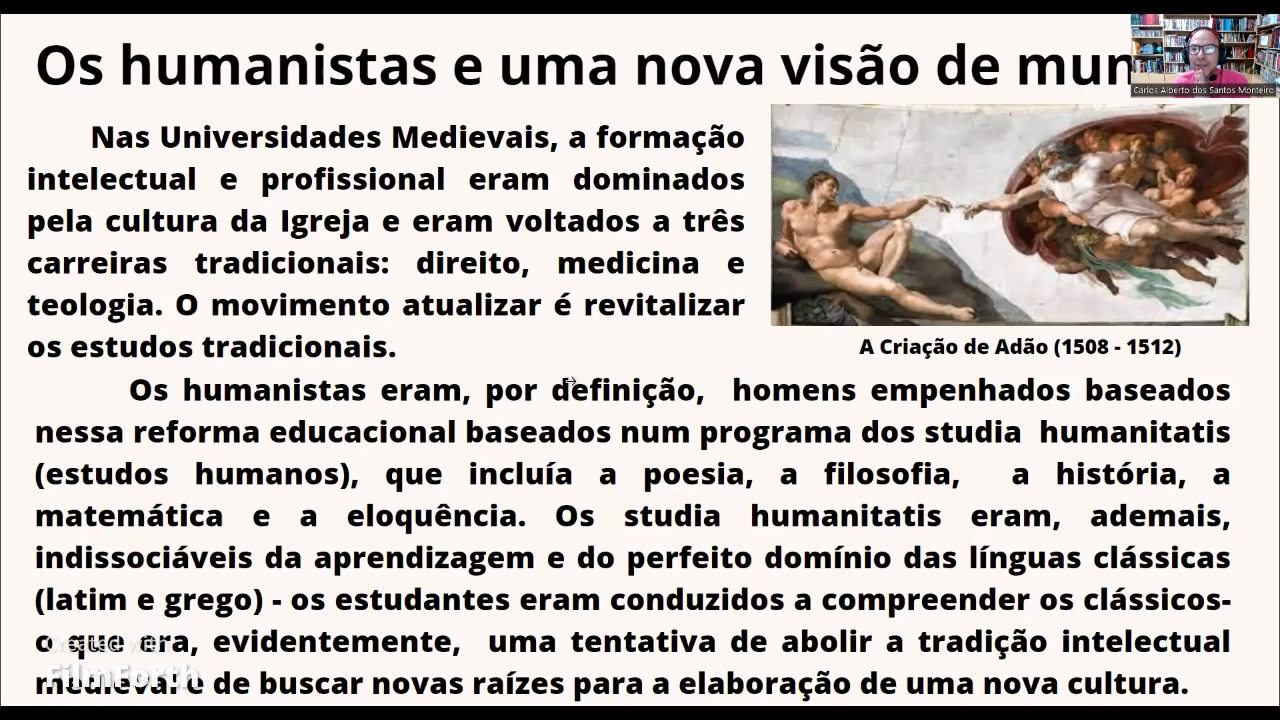 Os humanistas e uma nova visão de mun
Carlos Alberto dos Santos Monteiro
Nas Universidades Medievais, a formação
intelectual e profissional eram dominados
pela cultura da Igreja e eram voltados a três
carreiras tradicionais: direito, medicina e
teologia. O movimento atualizar é revitalizar
os estudos tradicionais.
A Criação de Adão (1508 - 1512)
Os humanistas eram, por definição, homens empenhados baseados
nessa reforma educacional baseados num programa dos studia humanitatis
(estudos humanos), que incluía a poesia, a filosofia, a história, a
matemática e a eloquência. Os studia humanitatis eram, ademais,
indissociáveis da aprendizagem e do perfeito domínio das línguas clássicas
(latim e grego) - os estudantes eram conduzidos a compreender os clássicos-
o que era, evidentemente, uma tentativa de abolir a tradição intelectual
medieval e de buscar novas raízes para a elaboração de uma nova cultura.
Created with
FilmForth